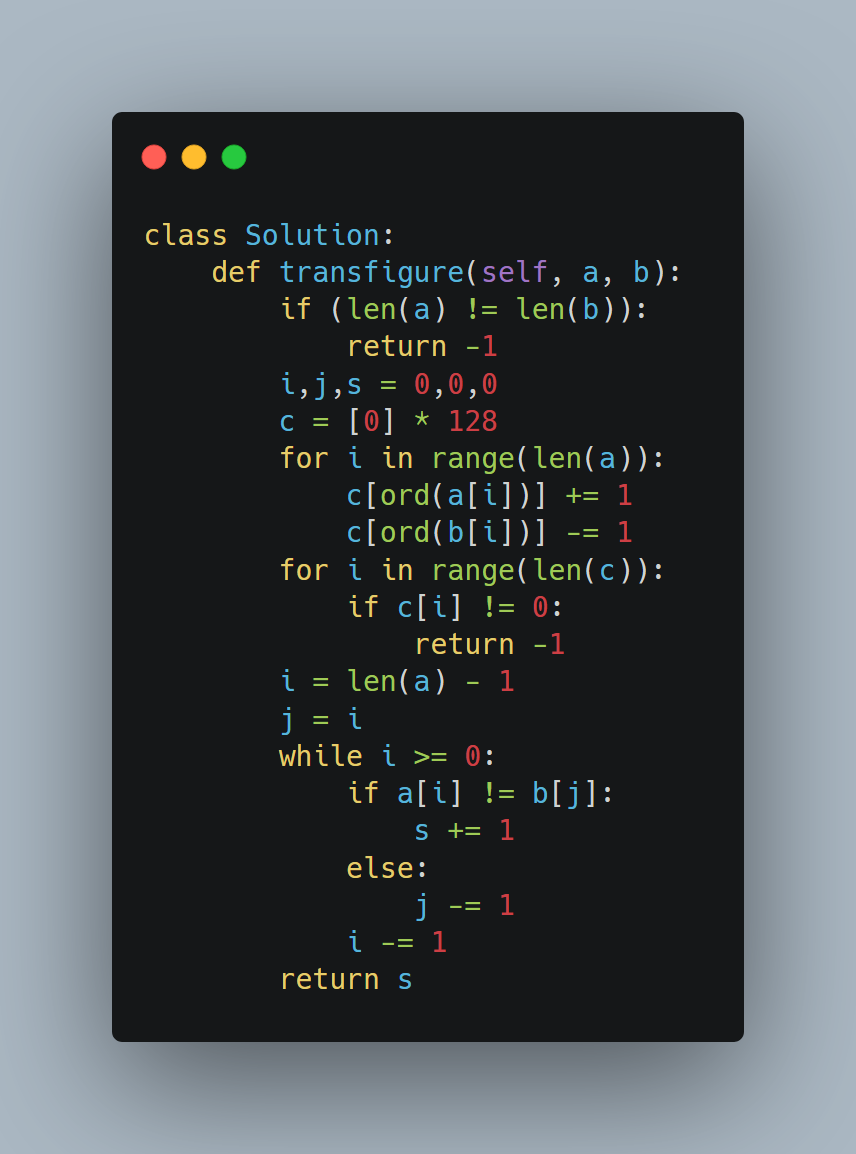 class Solution:
    def transfigure(self, a, b):
        if (len(a) != len(b)):
            return -1
        i,j,s = 0,0,0
        c = [0] * 128
        for i in range(len(a)):
            c[ord(a[i])] += 1
            c[ord(b[i])] -= 1
        for i in range(len(c)):
            if c[i] != 0:
                return -1
        i = len(a) - 1
        j = i
        while i >= 0:
            if a[i] != b[j]:
                s += 1
            else:
                j -= 1
            i -= 1
        return s